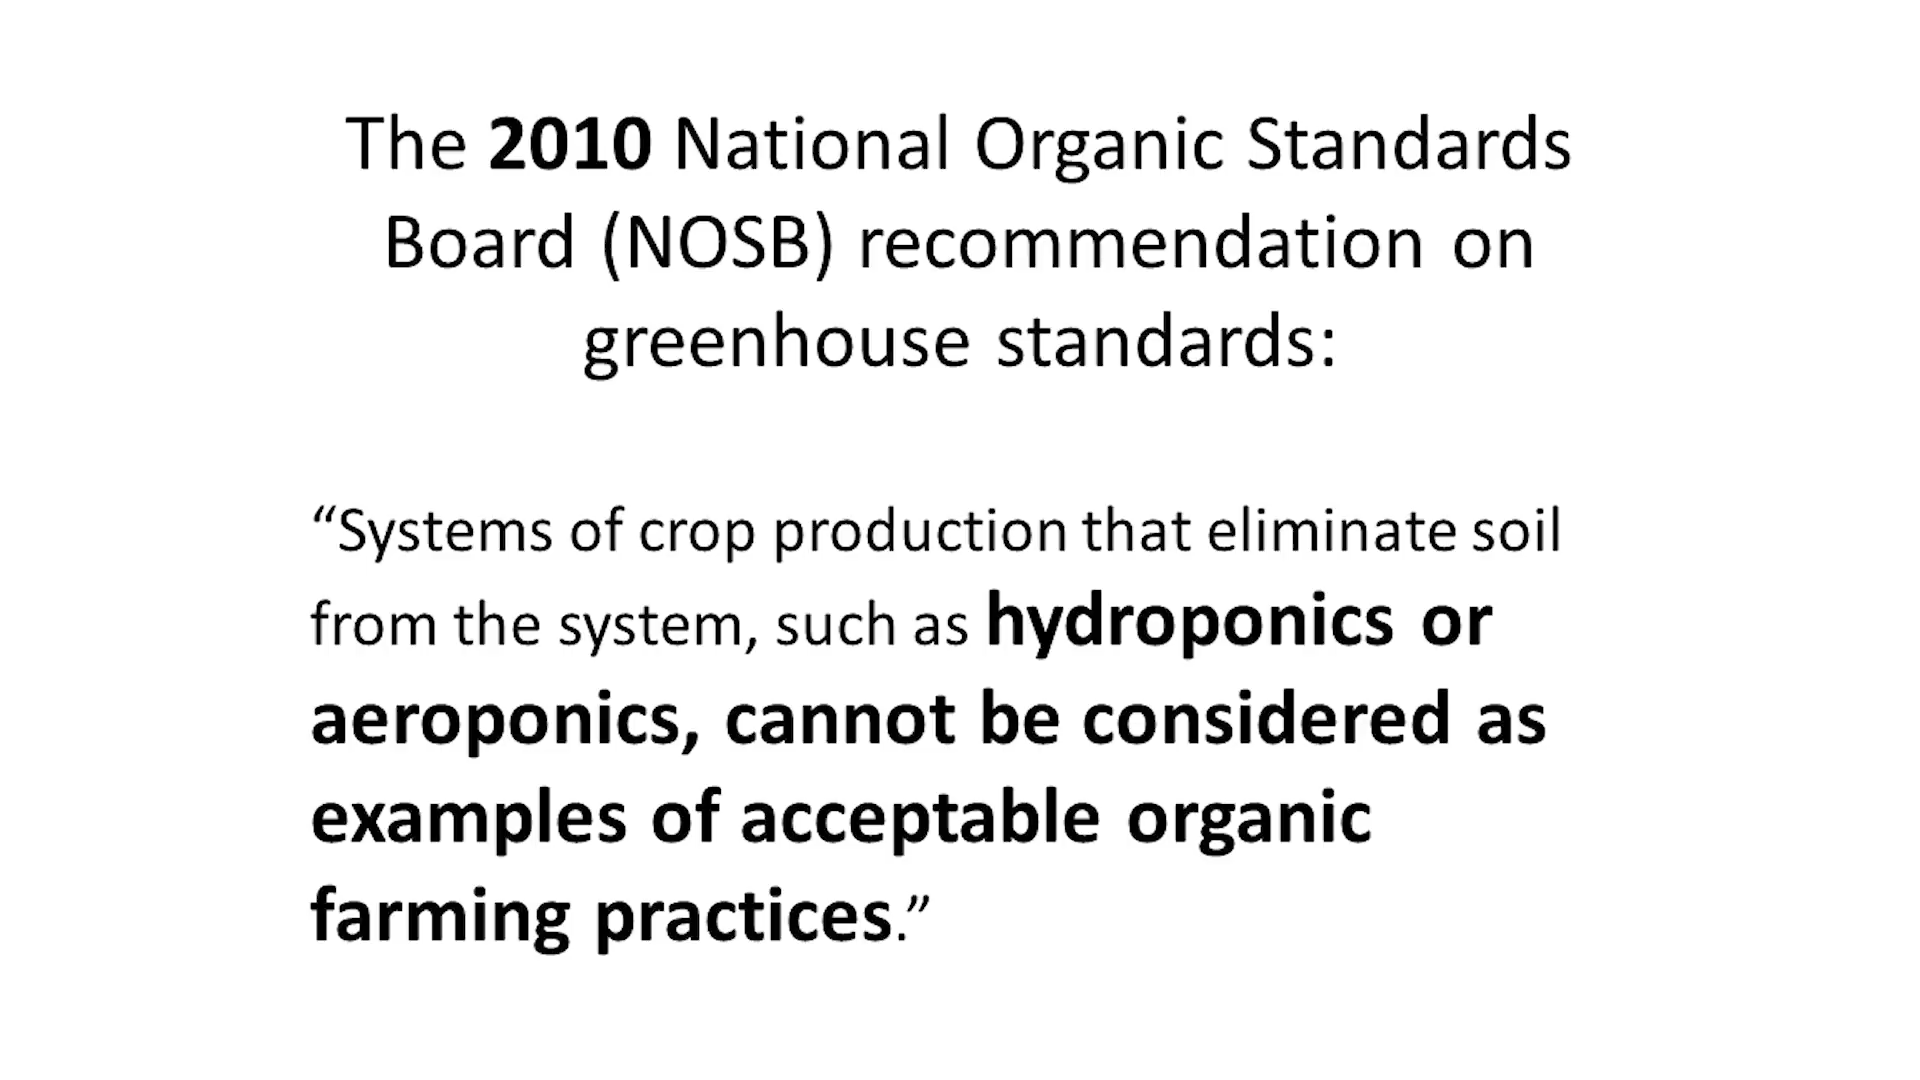 The 2010 National Organic Standards
Board (NOSB) recommendation on
greenhouse standards:
“Systems of crop production that eliminate soil
from the system, such as hydroponics or
aeroponics, cannot be considered as
examples of acceptable organic
farming practices.”